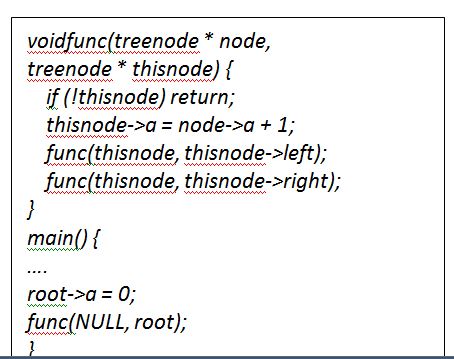 voidfunc(treenode * node,
treenode * thisnode) {
if (!thisnode) return;
thisnode->a = node->a + 1;
func(thisnode, thisnode->left);
func(thisnode, thisnode->right);
}
main() {
....
root->a = 0;
func(NULL, root);
}